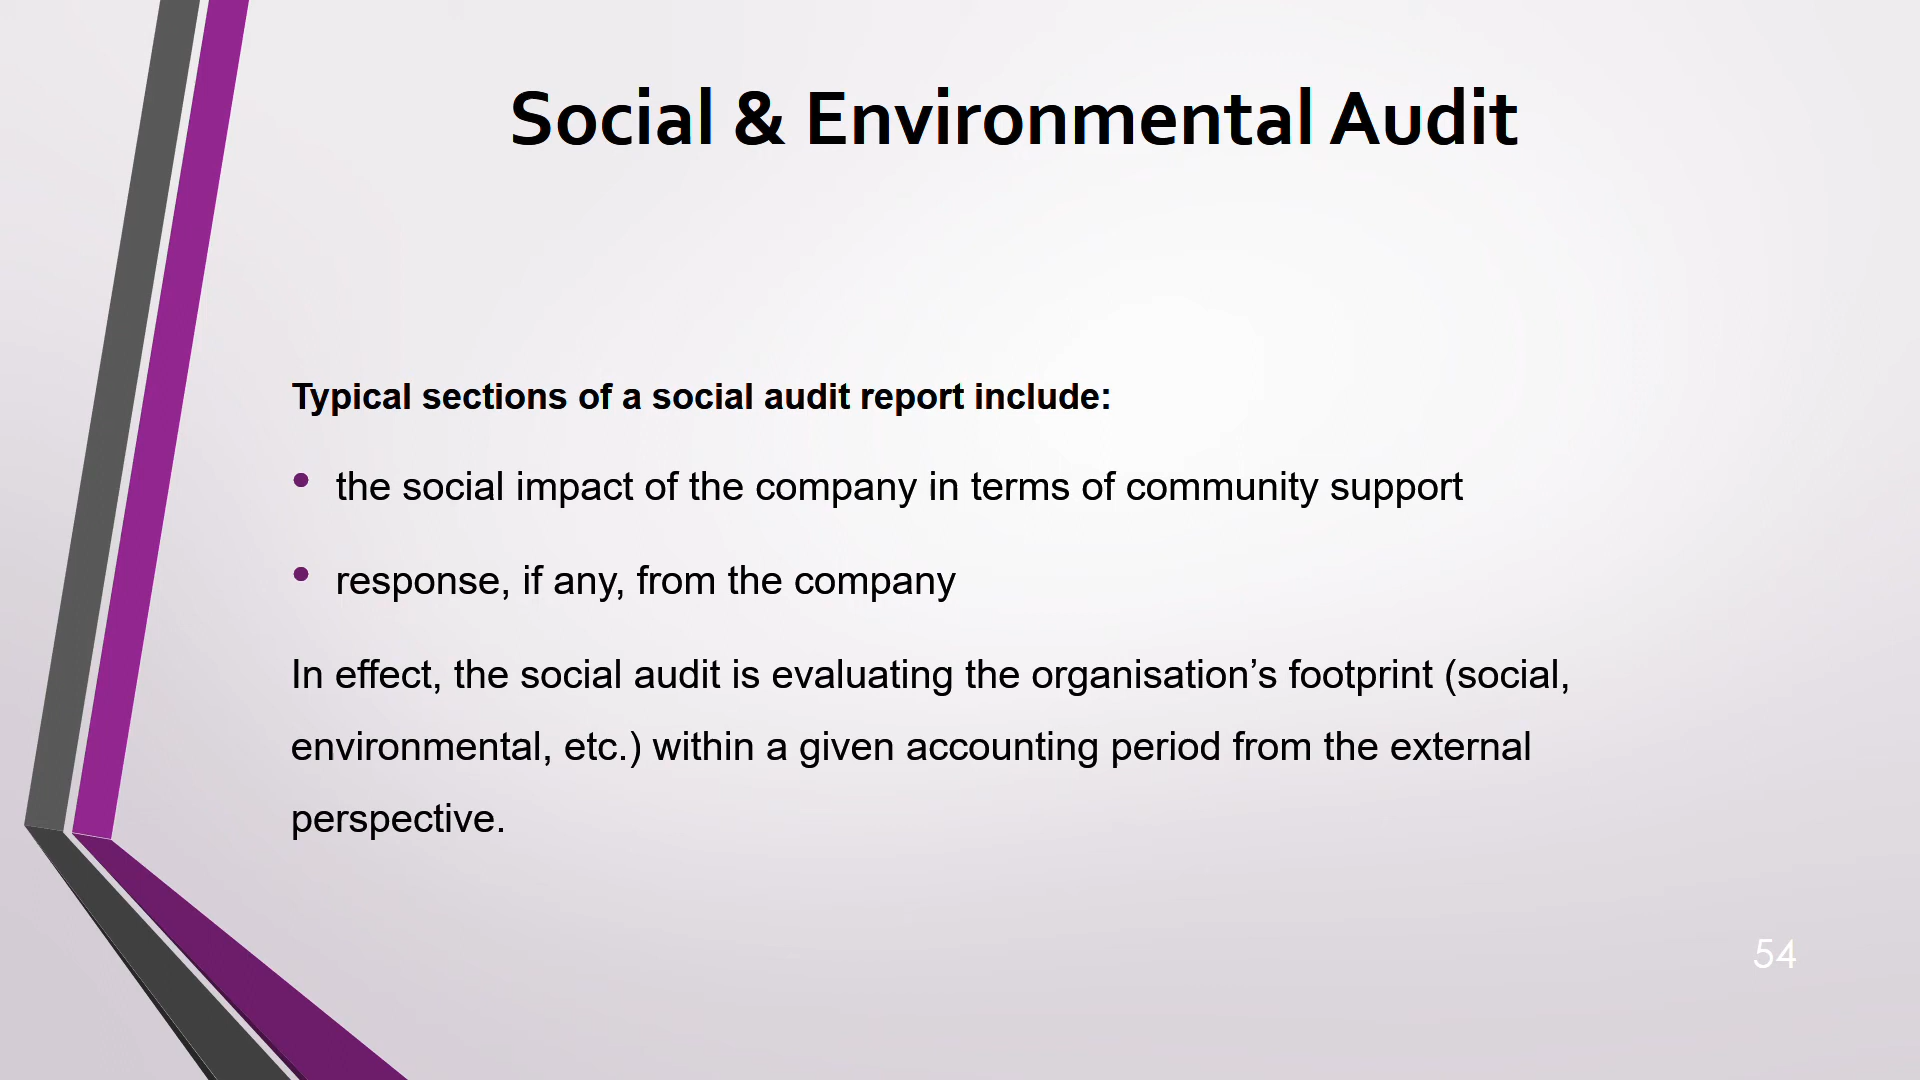 Social & Environmental Audit
Typical sections of a social audit report include:
• the social impact of the company in terms of community support
• response, if any, from the company
In effect, the social audit is evaluating the organisation’s footprint (social,
environmental, etc.) within a given accounting period from the external
perspective.
54